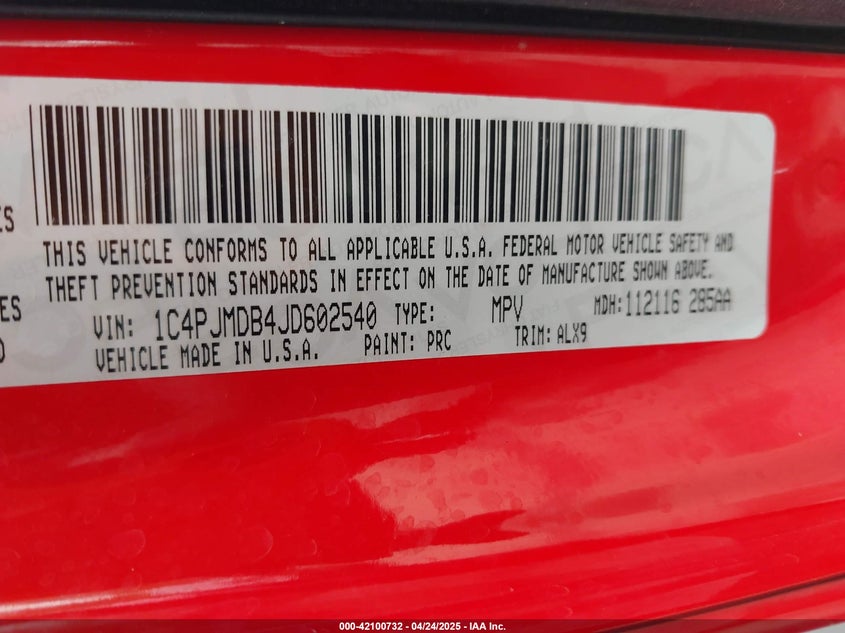 ES
THIS VEHICLE CONFORMS TO ALL APPLICABLE U.S.A. FEDERAL MOTOR VEHICLE SAFETY AND
THEFT PREVENTION STANDARDS IN EFFECT ON THE DATE OF MANUFACTURE SHOWN ABOVE.
ES
VIN: 1C4PJMDB4JD602540 TYPE: MPV MDH:112116 285AA
VEHICLE MADE IN U.S.A. PAINT: PRC TRIM: ALX9
000-42100732 - 04/24/2025 - IAA Inc.